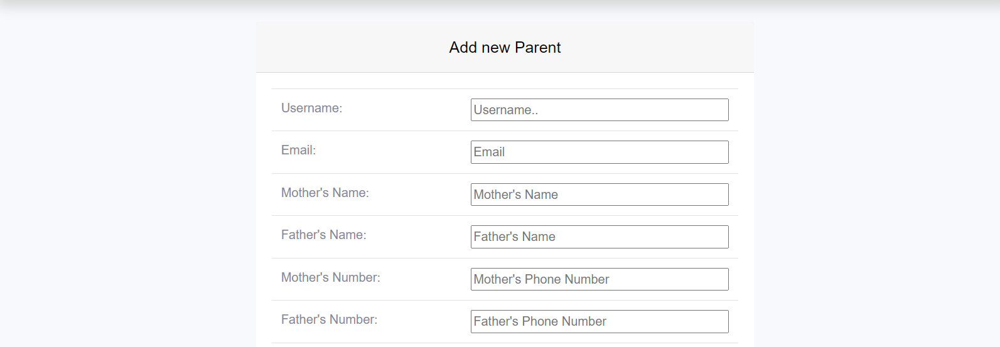 Add new Parent
Username: Username..
Email: Email
Mother's Name: Mother's Name
Father's Name: Father's Name
Mother's Number: Mother's Phone Number
Father's Number: Father's Phone Number